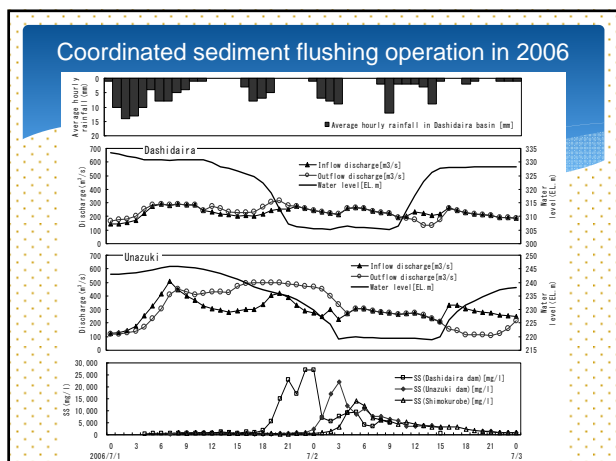 Coordinated sediment flushing operation in 2006
Average hourly rainfall(mm)
0
5
10
15
20
Average hourly rainfall in Dashidaira basin [mm]
Dashidaira
Discharge(m³/s)
700
600
500
400
300
200
100
0
Inflow discharge[m3/s]
Outflow discharge[m3/s]
Water level[EL.m]
335
330
325
320
315
310
305
300
Water level(EL.m)
Unazuki
Discharge(m³/s)
700
600
500
400
300
200
100
0
Inflow discharge[m3/s]
Outflow discharge[m3/s]
Water level[EL.m]
250
245
240
235
230
225
220
215
Water level(EL.m)
SS(mg/l)
30,000
25,000
20,000
15,000
10,000
5,000
0
SS(Dashidaira dam)[mg/l]
SS(Unazuki dam)[mg/l]
SS(Shimokurobe)[mg/l]
0 3 6 9 12 15 18 21 0 3 6 9 12 15 18 21 0
2006/7/1 7/2 7/3